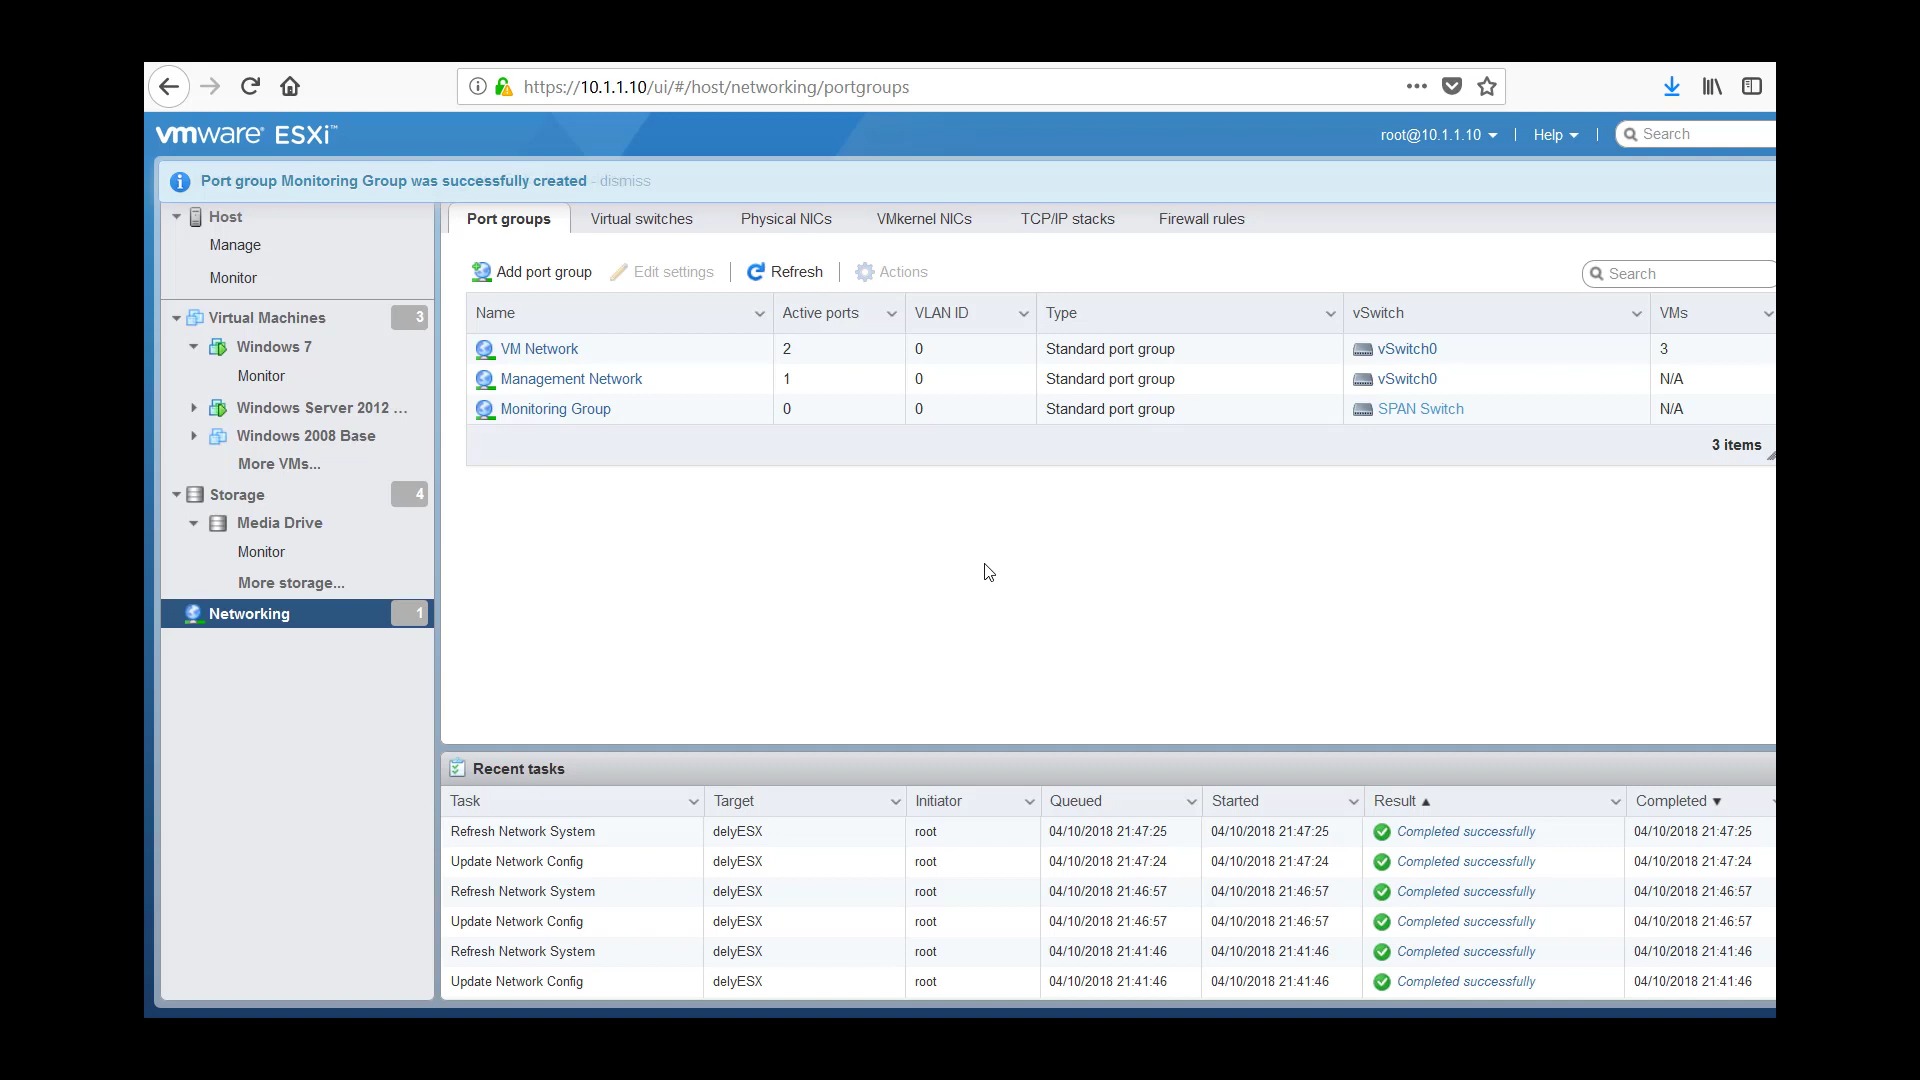 https://10.1.1.10/ui/#/host/networking/portgroups
vmware ESXi™
root@10.1.1.10 | Help | Search
Port group Monitoring Group was successfully created - dismiss
Host
Manage
Monitor
Virtual Machines 3
Windows 7
Monitor
Windows Server 2012 ...
Windows 2008 Base
More VMs...
Storage 4
Media Drive
Monitor
More storage...
Networking 1
Port groups Virtual switches Physical NICs VMkernel NICs TCP/IP stacks Firewall rules
Add port group Edit settings | Refresh | Actions Search
Name Active ports VLAN ID Type vSwitch VMs
VM Network 2 0 Standard port group vSwitch0 3
Management Network 1 0 Standard port group vSwitch0 N/A
Monitoring Group 0 0 Standard port group SPAN Switch N/A
3 items
Recent tasks
Task Target Initiator Queued Started Result Completed
Refresh Network System delyESX root 04/10/2018 21:47:25 04/10/2018 21:47:25 Completed successfully 04/10/2018 21:47:25
Update Network Config delyESX root 04/10/2018 21:47:24 04/10/2018 21:47:24 Completed successfully 04/10/2018 21:47:24
Refresh Network System delyESX root 04/10/2018 21:46:57 04/10/2018 21:46:57 Completed successfully 04/10/2018 21:46:57
Update Network Config delyESX root 04/10/2018 21:46:57 04/10/2018 21:46:57 Completed successfully 04/10/2018 21:46:57
Refresh Network System delyESX root 04/10/2018 21:41:46 04/10/2018 21:41:46 Completed successfully 04/10/2018 21:41:46
Update Network Config delyESX root 04/10/2018 21:41:46 04/10/2018 21:41:46 Completed successfully 04/10/2018 21:41:46